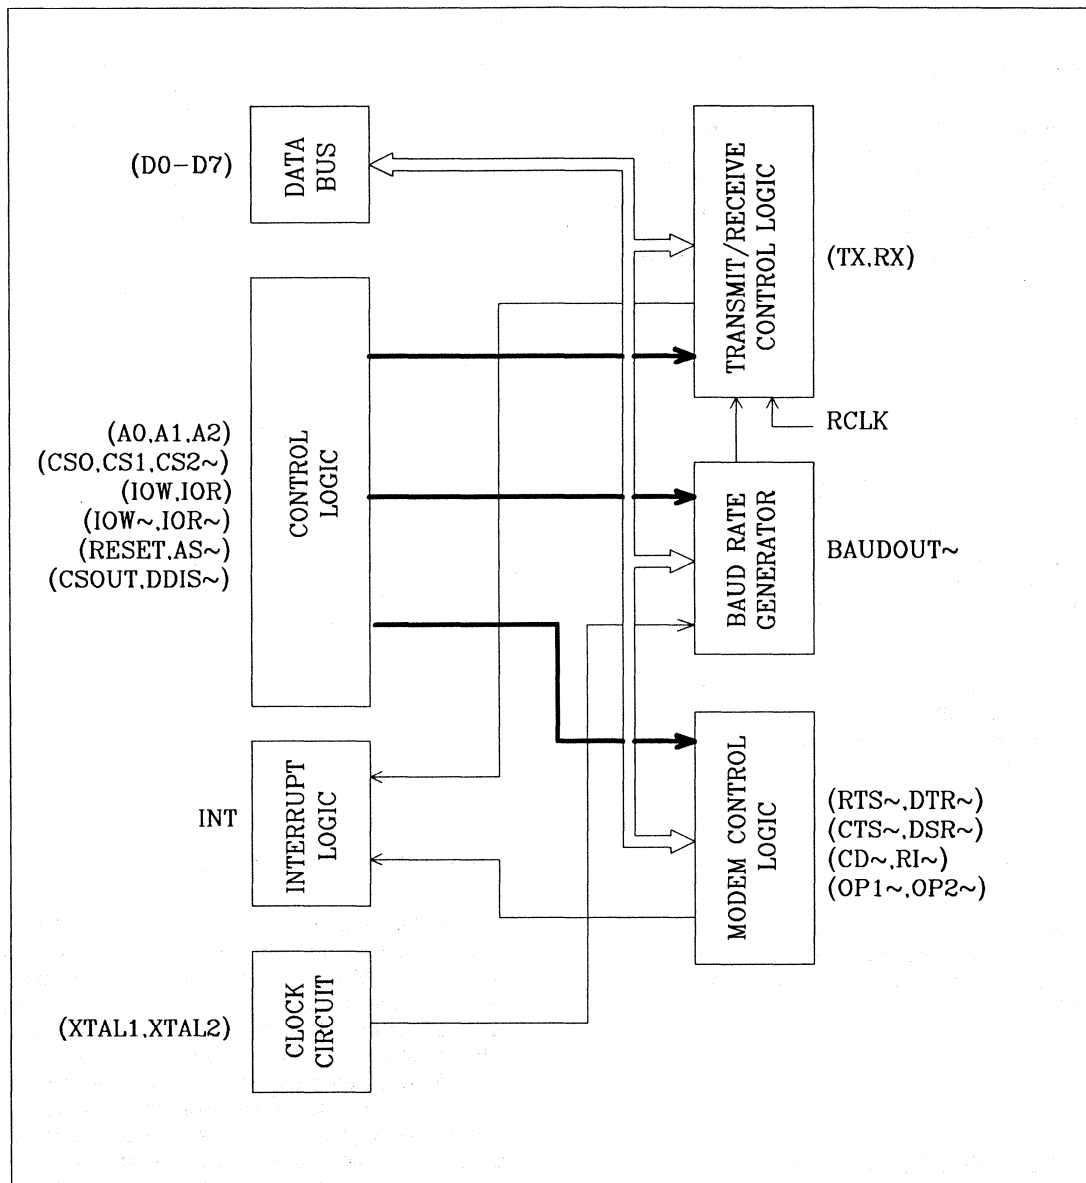 (D0-D7)
DATA
BUS
TRANSMIT/RECEIVE
CONTROL LOGIC
(TX,RX)
RCLK
(A0,A1,A2)
(CS0,CS1,CS2~)
(IOW,IOR)
(IOW~,IOR~)
(RESET,AS~)
(CSOUT,DDIS~)
CONTROL
LOGIC
BAUD RATE
GENERATOR
BAUDOUT~
INT
INTERRUPT
LOGIC
MODEM CONTROL
LOGIC
(RTS~,DTR~)
(CTS~,DSR~)
(CD~,RI~)
(OP1~,OP2~)
(XTAL1,XTAL2)
CLOCK
CIRCUIT